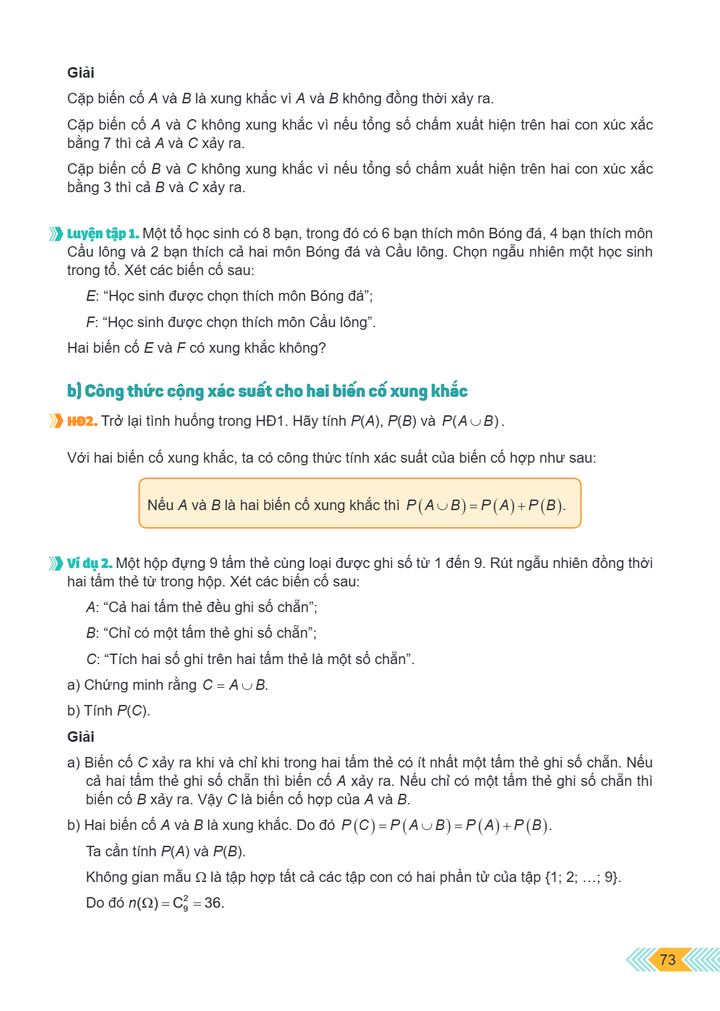 Giải
Cặp biến cố A và B là xung khắc vì A và B không đồng thời xảy ra.
Cặp biến cố A và C không xung khắc vì nếu tổng số chấm xuất hiện trên hai con xúc xắc
bằng 7 thì cả A và C xảy ra.
Cặp biến cố B và C không xung khắc vì nếu tổng số chấm xuất hiện trên hai con xúc xắc
bằng 3 thì cả B và C xảy ra.
Luyện tập 1. Một tổ học sinh có 8 bạn, trong đó có 6 bạn thích môn Bóng đá, 4 bạn thích môn
Cầu lông và 2 bạn thích cả hai môn Bóng đá và Cầu lông. Chọn ngẫu nhiên một học sinh
trong tổ. Xét các biến cố sau:
E: “Học sinh được chọn thích môn Bóng đá”;
F: “Học sinh được chọn thích môn Cầu lông”.
Hai biến cố E và F có xung khắc không?
b) Công thức cộng xác suất cho hai biến cố xung khắc
HĐ2. Trở lại tình huống trong HĐ1. Hãy tính P(A), P(B) và P(A ∪ B).
Với hai biến cố xung khắc, ta có công thức tính xác suất của biến cố hợp như sau:
Nếu A và B là hai biến cố xung khắc thì P(A ∪ B) = P(A) + P(B).
Ví dụ 2. Một hộp đựng 9 tấm thẻ cùng loại được ghi số từ 1 đến 9. Rút ngẫu nhiên đồng thời
hai tấm thẻ từ trong hộp. Xét các biến cố sau:
A: “Cả hai tấm thẻ đều ghi số chẵn”;
B: “Chỉ có một tấm thẻ ghi số chẵn”;
C: “Tích hai số ghi trên hai tấm thẻ là một số chẵn”.
a) Chứng minh rằng C = A ∪ B.
b) Tính P(C).
Giải
a) Biến cố C xảy ra khi và chỉ khi trong hai tấm thẻ có ít nhất một tấm thẻ ghi số chẵn. Nếu
cả hai tấm thẻ ghi số chẵn thì biến cố A xảy ra. Nếu chỉ có một tấm thẻ ghi số chẵn thì
biến cố B xảy ra. Vậy C là biến cố hợp của A và B.
b) Hai biến cố A và B là xung khắc. Do đó P(C) = P(A ∪ B) = P(A) + P(B).
Ta cần tính P(A) và P(B).
Không gian mẫu Ω là tập hợp tất cả các tập con có hai phần tử của tập {1; 2; …; 9}.
Do đó n(Ω) = C₉² = 36.
73